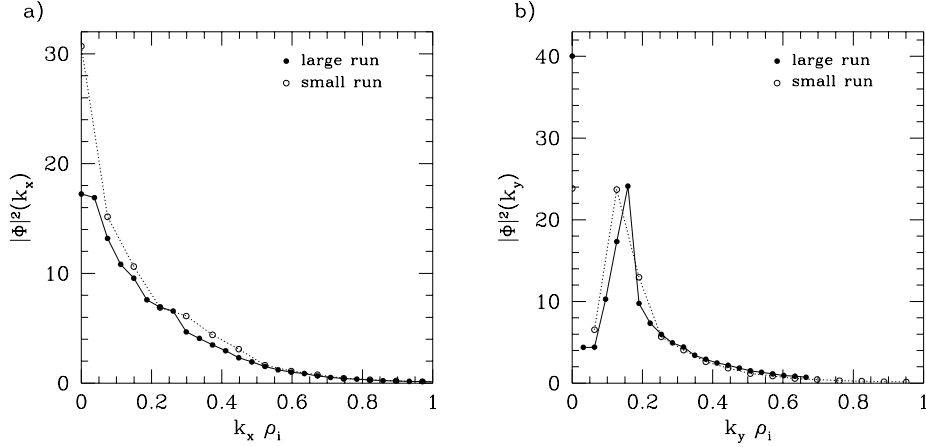 a)
30
20
10
0
|Φ|²(kₓ)
large run
small run
0 0.2 0.4 0.6 0.8 1
kₓ ρᵢ
b)
40
30
20
10
0
|Φ|²(k_y)
large run
small run
0 0.2 0.4 0.6 0.8 1
k_y ρᵢ